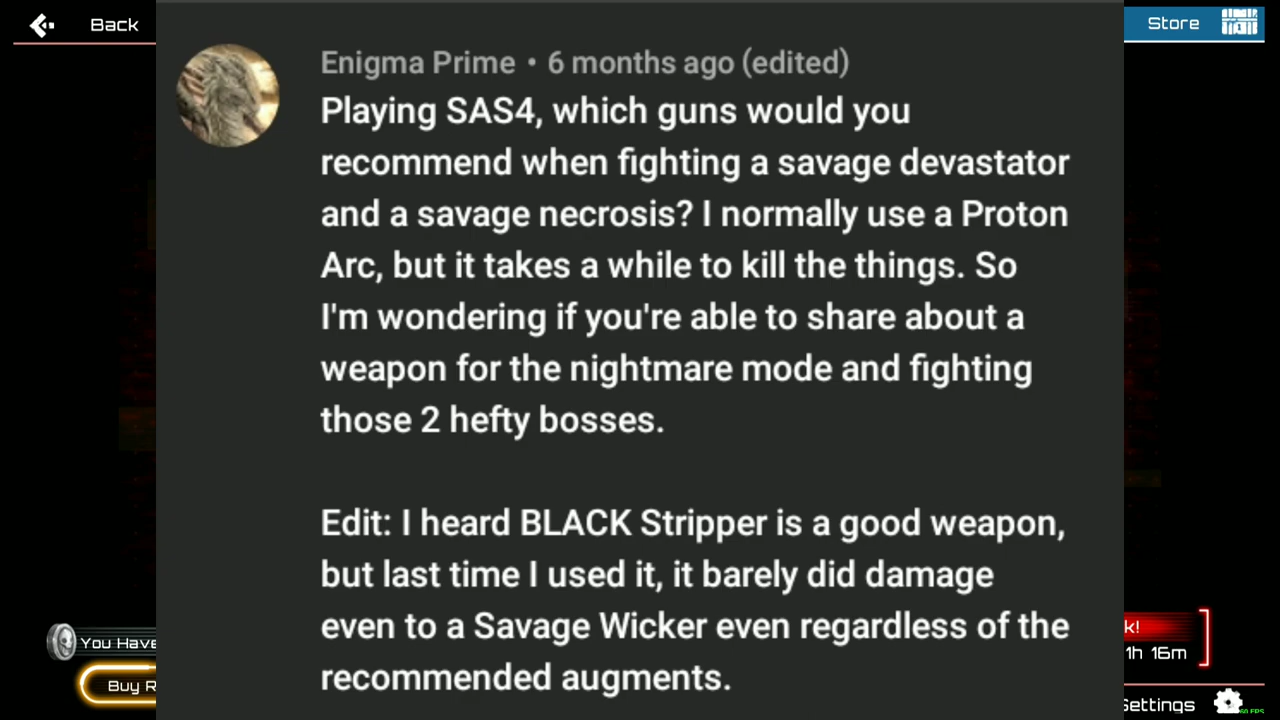 Back
Store
Enigma Prime • 6 months ago (edited)
Playing SAS4, which guns would you
recommend when fighting a savage devastator
and a savage necrosis? I normally use a Proton
Arc, but it takes a while to kill the things. So
I'm wondering if you're able to share about a
weapon for the nightmare mode and fighting
those 2 hefty bosses.
Edit: I heard BLACK Stripper is a good weapon,
but last time I used it, it barely did damage
even to a Savage Wicker even regardless of the
recommended augments.
You Have
Buy R
k!
1h 16m
Settings
60 FPS